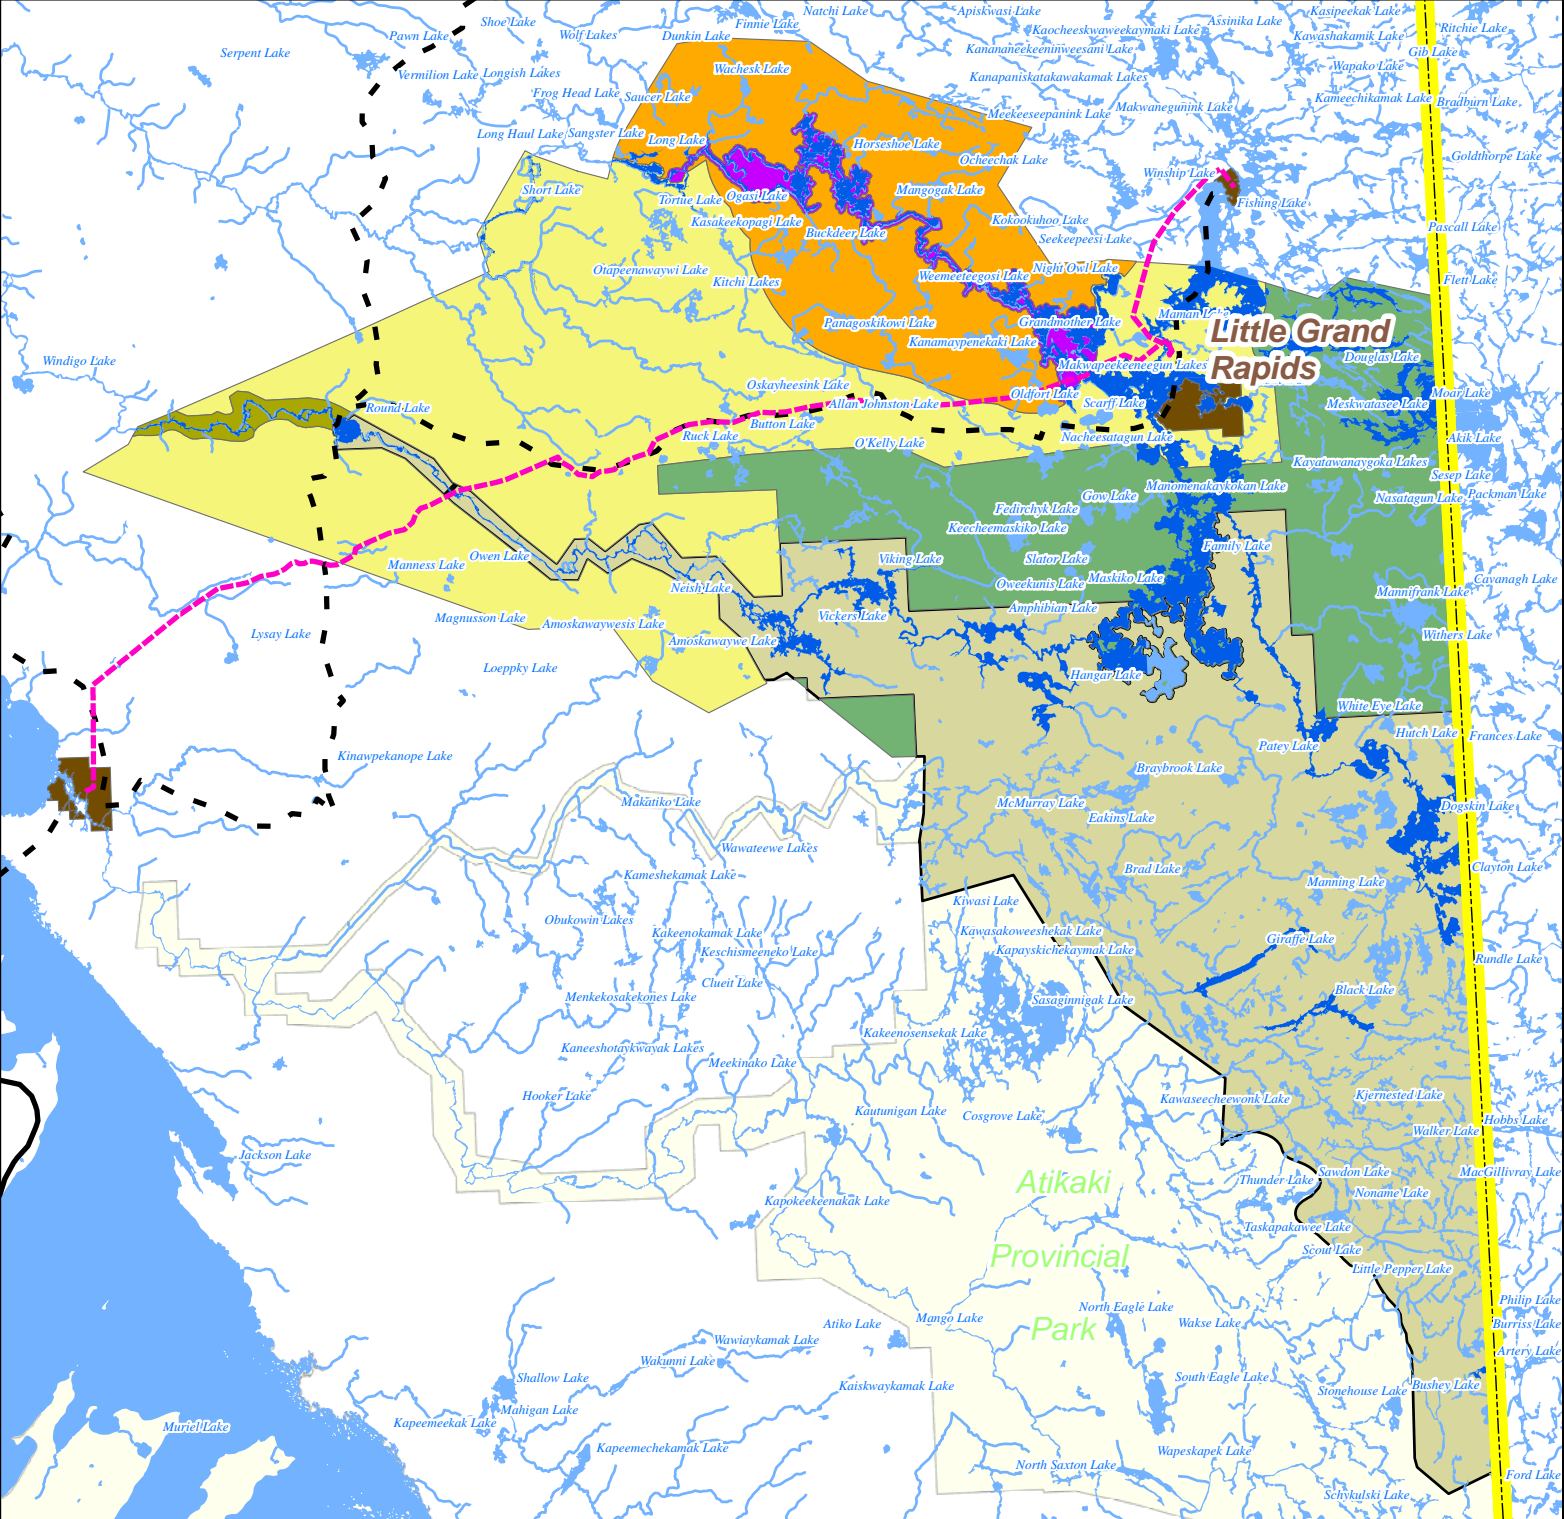 Natchi Lake
Apiskwasi Lake
Kasipeekak Lake
Shoe Lake
Finnie Lake
Assinika Lake
Ritchie Lake
Pawn Lake
Wolf Lakes
Dunkin Lake
Kaocheeskwaweekaymaki Lake
Kawashakamik Lake
Serpent Lake
Kanananeekeeninweesani Lake
Gib Lake
Vermilion Lake
Longish Lakes
Wachesk Lake
Kanapaniskatakawakamak Lakes
Wapako Lake
Frog Head Lake
Saucer Lake
Makwanegunink Lake
Kameechikamak Lake
Bradburn Lake
Meekeeseepanink Lake
Long Haul Lake
Sangster Lake
Long Lake
Horseshoe Lake
Ocheechak Lake
Goldthorpe Lake
Winship Lake
Short Lake
Tortue Lake
Ogasi Lake
Mangogak Lake
Fishing Lake
Kasakeekopagi Lake
Buckdeer Lake
Kokookuhoo Lake
Seekeepeesi Lake
Pascall Lake
Otapeenawaywi Lake
Kitchi Lakes
Weemeeteegosi Lake
Night Owl Lake
Flett Lake
Panagoskikowi Lake
Grandmother Lake
Maman Lake
Little Grand
Rapids
Kanamaypenekaki Lake
Windigo Lake
Makwapeekeeneegun Lakes
Douglas Lake
Oskayheesink Lake
Oldfort Lake
Moar Lake
Round Lake
Allan Johnston Lake
Scarff Lake
Meskwatasee Lake
Button Lake
Ruck Lake
O'Kelly Lake
Nacheesatagun Lake
Akik Lake
Kayatawanaygoka Lakes
Sesep Lake
Manomenakaykokan Lake
Gow Lake
Nasatagun Lake
Packman Lake
Fedirchyk Lake
Keecheemaskiko Lake
Family Lake
Owen Lake
Manness Lake
Viking Lake
Slator Lake
Maskiko Lake
Oweekunis Lake
Cavanagh Lake
Neish Lake
Mannifrank Lake
Magnusson Lake
Amoskawaywesis Lake
Vickers Lake
Amphibian Lake
Lysay Lake
Amoskawaywe Lake
Withers Lake
Loeppky Lake
Hangar Lake
White Eye Lake
Hutch Lake
Frances Lake
Patey Lake
Kinawpekanope Lake
Braybrook Lake
Makatiko Lake
McMurray Lake
Eakins Lake
Dogskin Lake
Wawateewe Lakes
Brad Lake
Clayton Lake
Kameshekamak Lake
Manning Lake
Kiwasi Lake
Obukowin Lakes
Kakeenokamak Lake
Kawasakoweeshekak Lake
Giraffe Lake
Keschismeeneko Lake
Kapayskichekaymak Lake
Rundle Lake
Clueit Lake
Black Lake
Menkekosakekones Lake
Sasaginnigak Lake
Kakeenosensekak Lake
Kaneeshotaykwayak Lakes
Meekinako Lake
Hooker Lake
Kjernested Lake
Kawaseecheewonk Lake
Kautunigan Lake
Cosgrove Lake
Hobbs Lake
Walker Lake
Jackson Lake
Atikaki
Provincial
Park
Sawdon Lake
MacGillivray Lake
Thunder Lake
Noname Lake
Kapokeekeenakak Lake
Taskapakawee Lake
Scout Lake
Little Pepper Lake
Philip Lake
North Eagle Lake
Atiko Lake
Mango Lake
Wakse Lake
Burriss Lake
Wawiaykamak Lake
Artery Lake
Wakunni Lake
Shallow Lake
Kaiskwaykamak Lake
South Eagle Lake
Stonehouse Lake
Bushey Lake
Mahigan Lake
Kapeemeekak Lake
Muriel Lake
Kapeemechekamak Lake
Wapeskapek Lake
North Saxton Lake
Ford Lake
Schykulski Lake